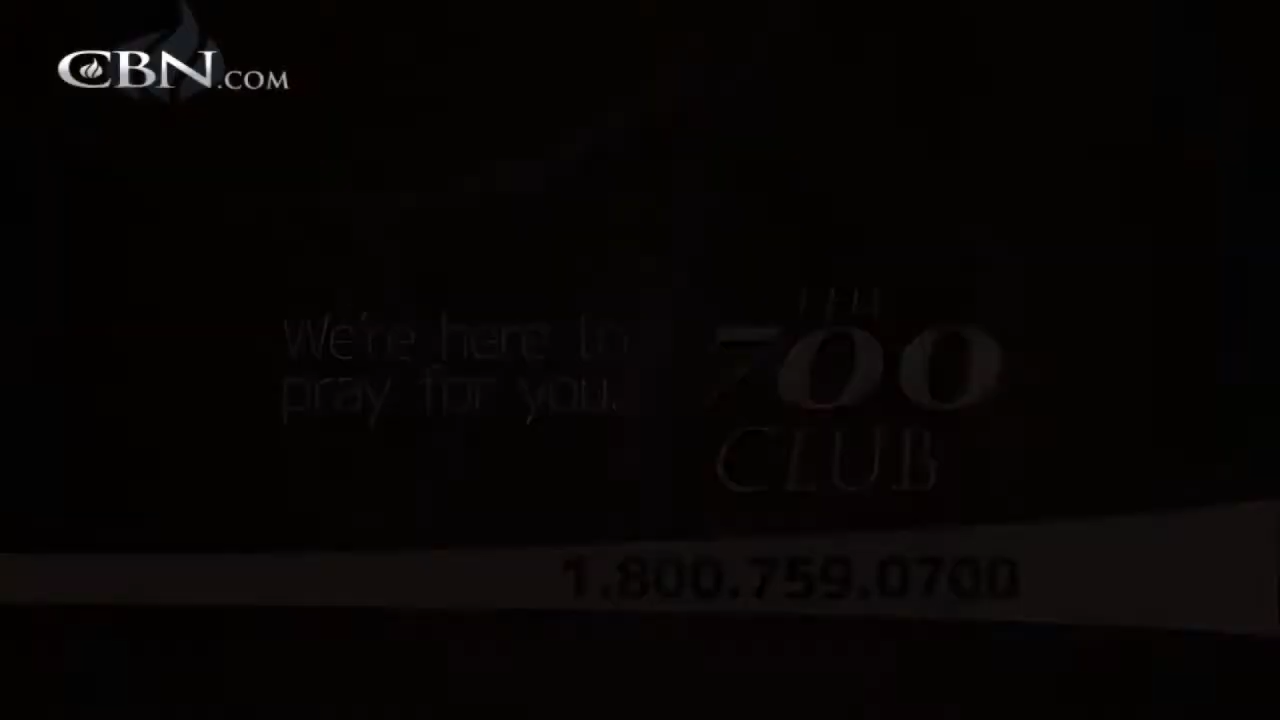 CBN.COM
We're here to
pray for you.
THE
700
CLUB
1.800.759.0700